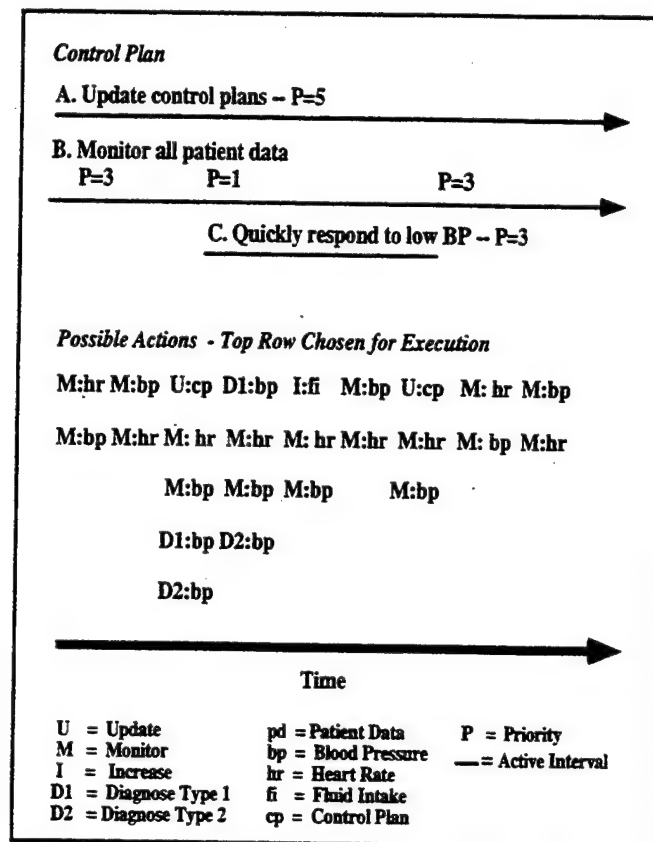 Control Plan
A. Update control plans – P=5
B. Monitor all patient data
P=3 P=1 P=3
C. Quickly respond to low BP – P=3
Possible Actions - Top Row Chosen for Execution
M:hr M:bp U:cp D1:bp I:fi M:bp U:cp M: hr M:bp
M:bp M:hr M: hr M:hr M: hr M:hr M:hr M: bp M:hr
M:bp M:bp M:bp M:bp
D1:bp D2:bp
D2:bp
Time
U = Update pd = Patient Data P = Priority
M = Monitor bp = Blood Pressure — = Active Interval
I = Increase hr = Heart Rate
D1 = Diagnose Type 1 fi = Fluid Intake
D2 = Diagnose Type 2 cp = Control Plan